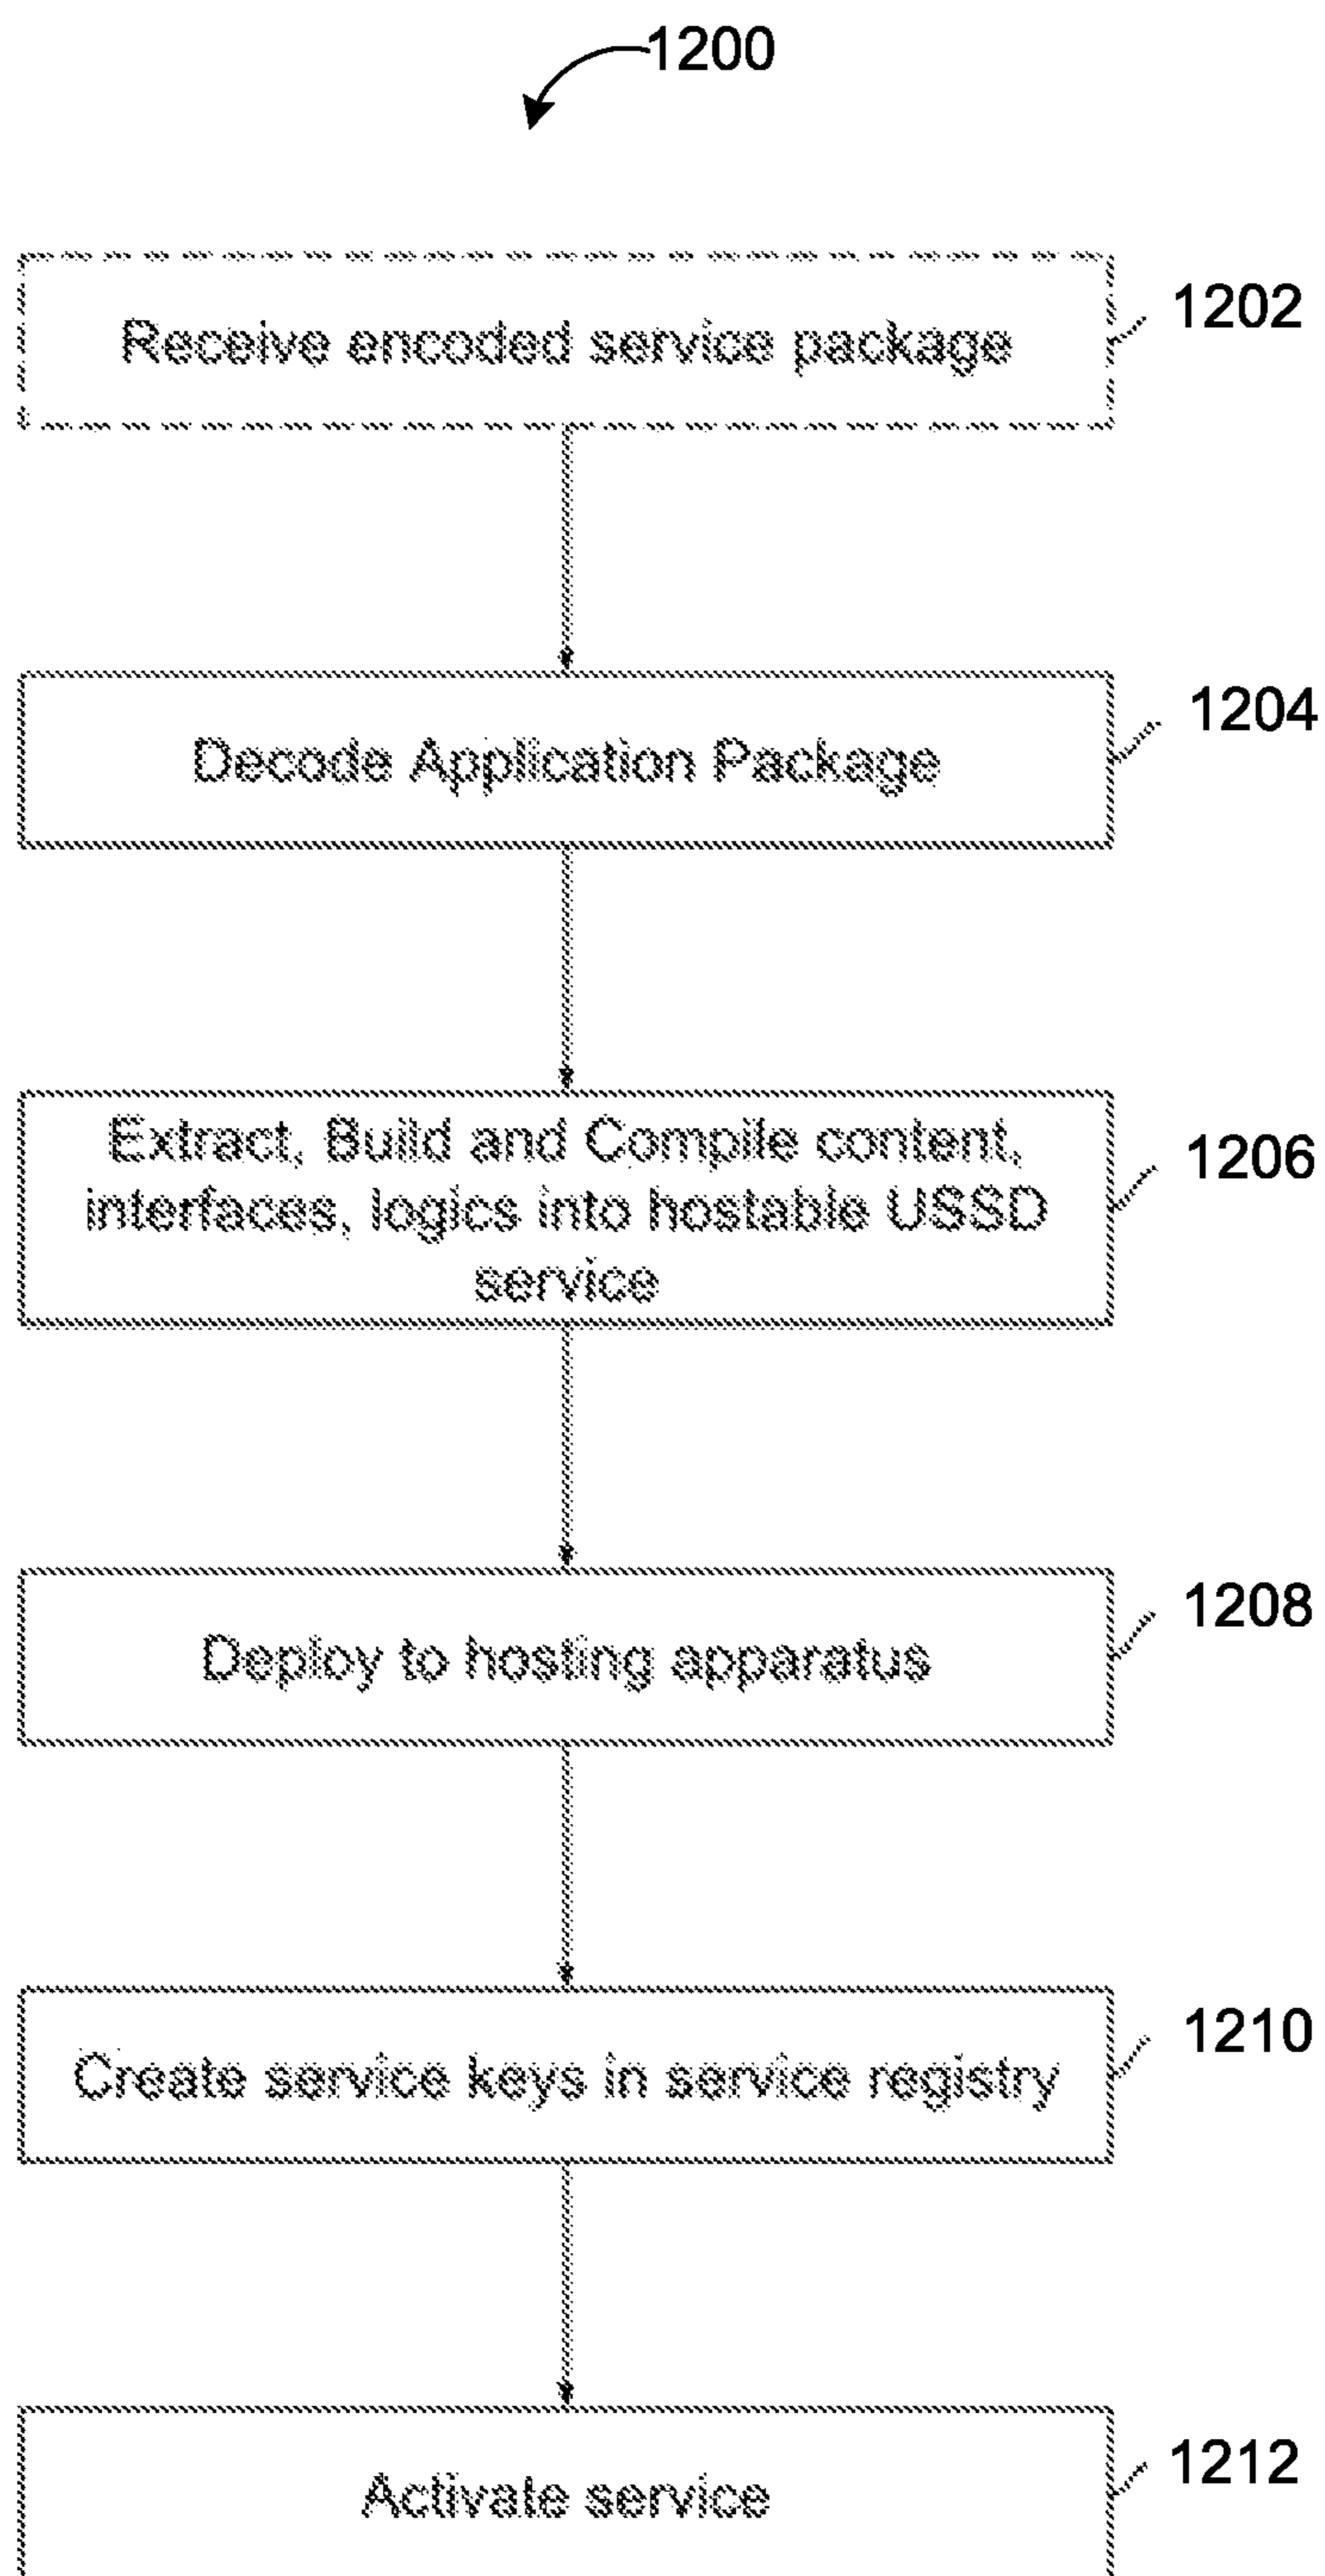 1200
Receive encoded service package
1202
Decode Application Package
1204
Extract, Build and Compile content,
interfaces, logics into hostable USSD
service
1206
Deploy to hosting apparatus
1208
Create service keys in service registry
1210
Activate service
1212